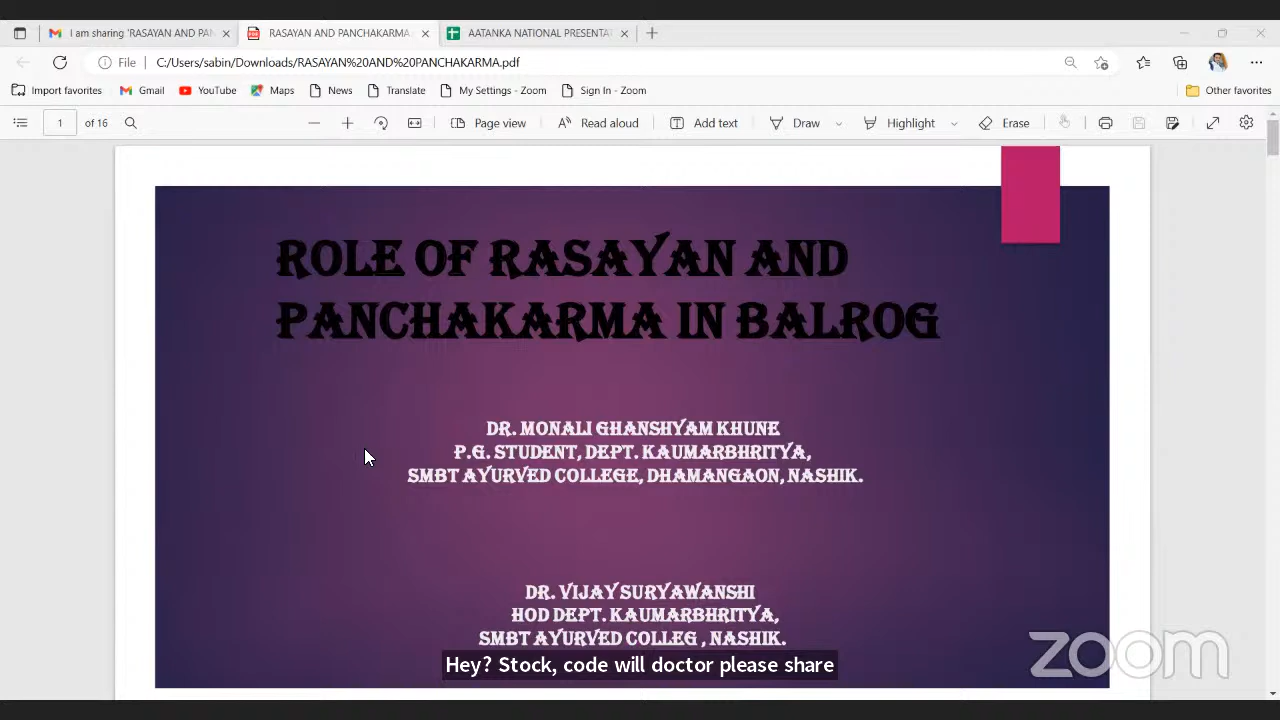 I am sharing 'RASAYAN AND PAN
RASAYAN AND PANCHAKARMA
AATANKA NATIONAL PRESENTAT
File
C:/Users/sabin/Downloads/RASAYAN%20AND%20PANCHAKARMA.pdf
Import favorites
Gmail
YouTube
Maps
News
Translate
My Settings - Zoom
Sign In - Zoom
Other favorites
1 of 16
Page view
Read aloud
Add text
Draw
Highlight
Erase
ROLE OF RASAYAN AND
PANCHAKARMA IN BALROG
DR. MONALI GHANSHYAM KHUNE
P.G. STUDENT, DEPT. KAUMARBHRITYA,
SMBT AYURVED COLLEGE, DHAMANGAON, NASHIK.
DR. VIJAY SURYAWANSHI
HOD DEPT. KAUMARBHRITYA,
SMBT AYURVED COLLEG , NASHIK.
Hey? Stock, code will doctor please share
zoom